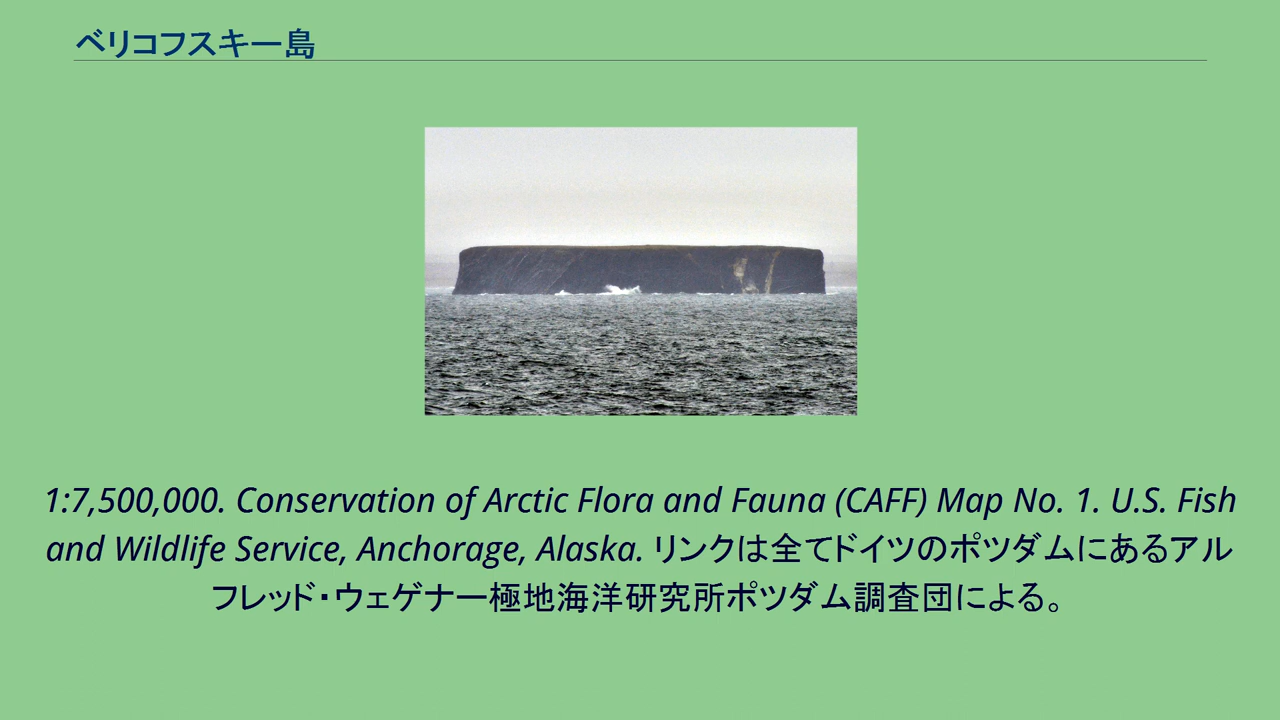 ベリコフスキー島
1:7,500,000. Conservation of Arctic Flora and Fauna (CAFF) Map No. 1. U.S. Fish
and Wildlife Service, Anchorage, Alaska. リンクは全てドイツのポツダムにあるアル
フレッド・ウェゲナー極地海洋研究所ポツダム調査団による。